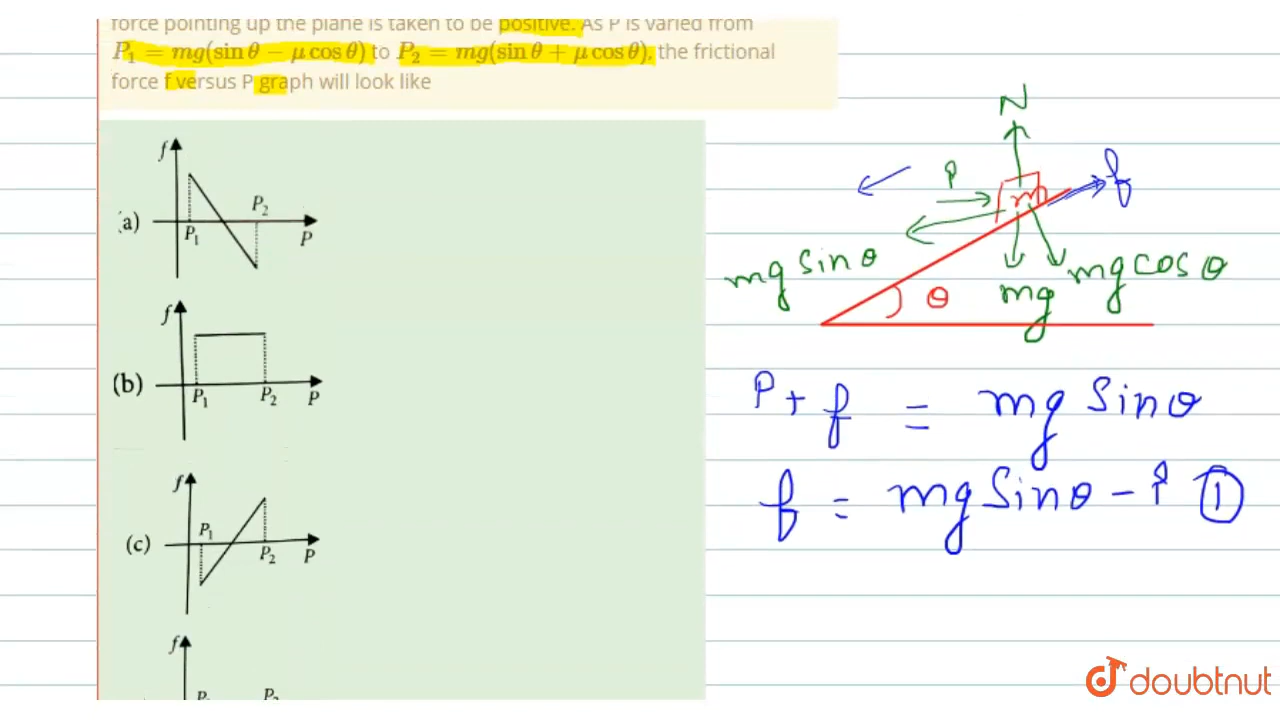 force pointing up the plane is taken to be positive. As P is varied from
P₁ = mg(sin θ − μ cos θ) to P₂ = mg(sin θ + μ cos θ), the frictional
force f versus P graph will look like
f
P₂
(a)
P₁
P
f
(b)
P₁
P₂
P
f
P₁
(c)
P₂
P
f
P₂
N
P
f
m
mg sin θ
mg cos θ
θ
mg
P + f = mg sin θ
f = mg sin θ − P ①
doubtnut